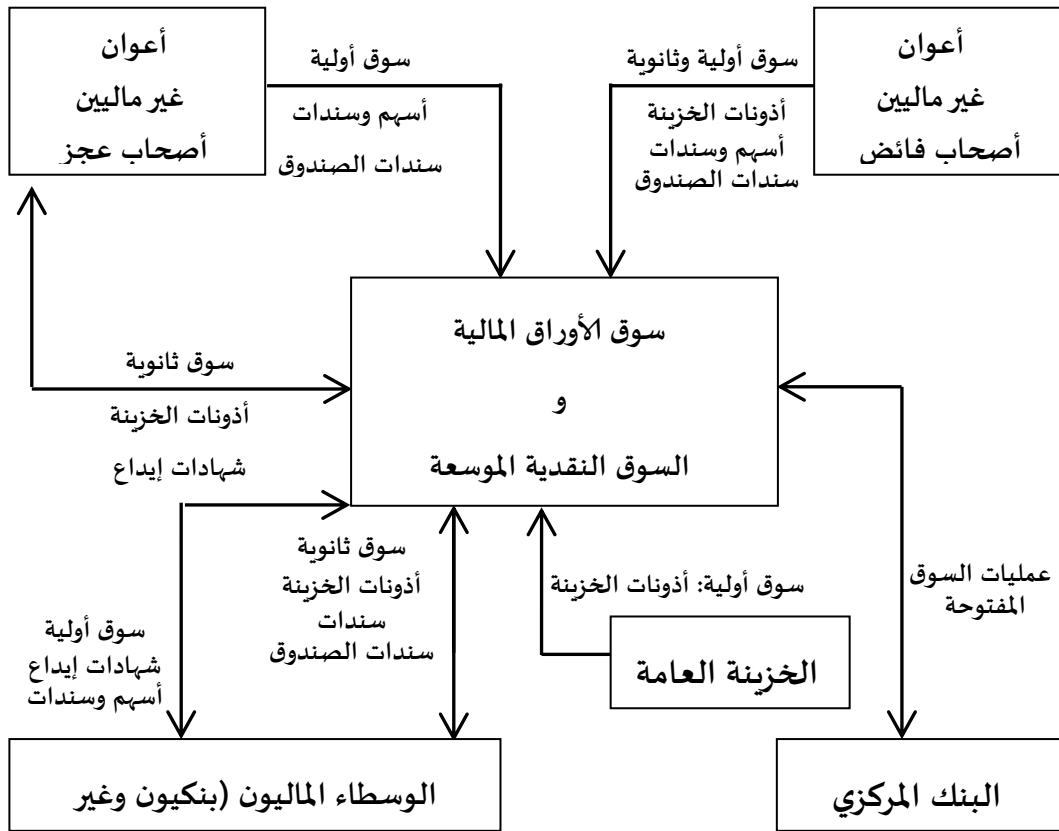 أعوان
غير ماليين
أصحاب فائض
سوق أولية وثانوية
أذونات الخزينة
أسهم وسندات
سندات الصندوق
أعوان
غير ماليين
أصحاب عجز
سوق أولية
أسهم وسندات
سندات الصندوق
سوق الأوراق المالية
و
السوق النقدية الموسعة
سوق ثانوية
أذونات الخزينة
شهادات إيداع
عمليات السوق
المفتوحة
سوق أولية: أذونات الخزينة
الخزينة العامة
سوق ثانوية
أذونات الخزينة
سندات
سندات الصندوق
سوق أولية
شهادات إيداع
أسهم وسندات
البنك المركزي
الوسطاء الماليون (بنكيون وغير